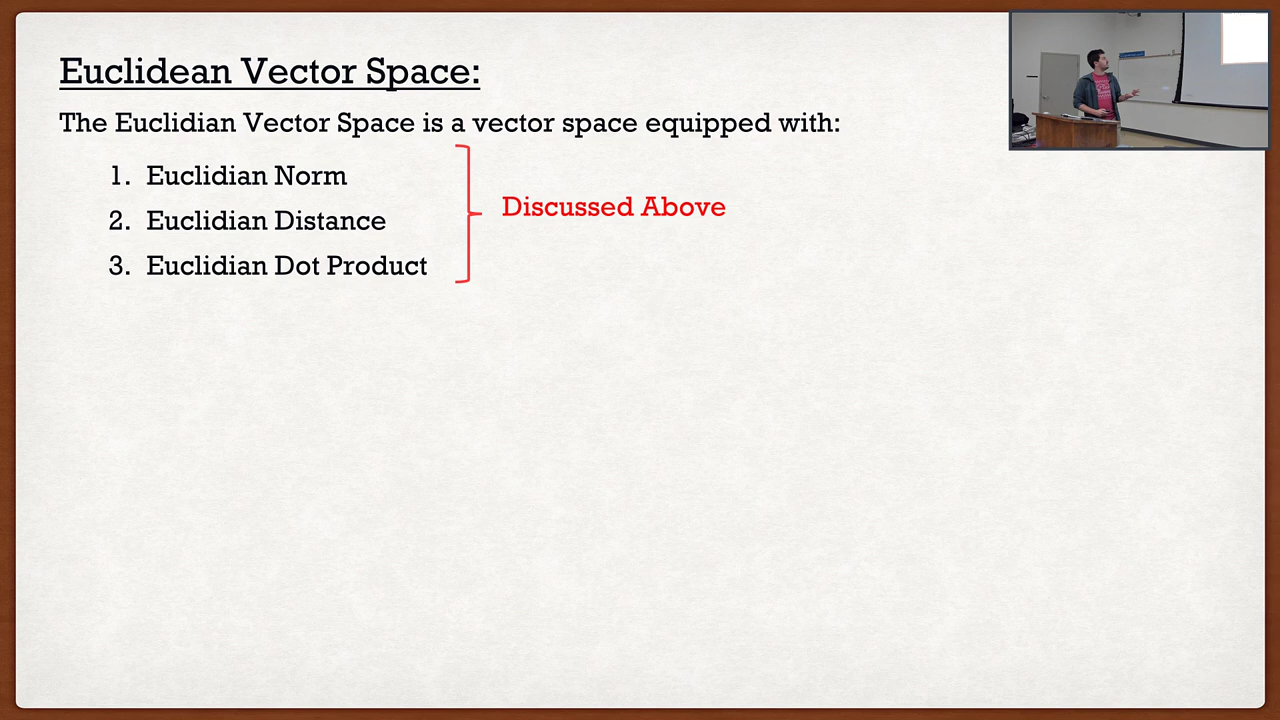 Euclidean Vector Space:
The Euclidian Vector Space is a vector space equipped with:
1. Euclidian Norm
2. Euclidian Distance
3. Euclidian Dot Product
Discussed Above